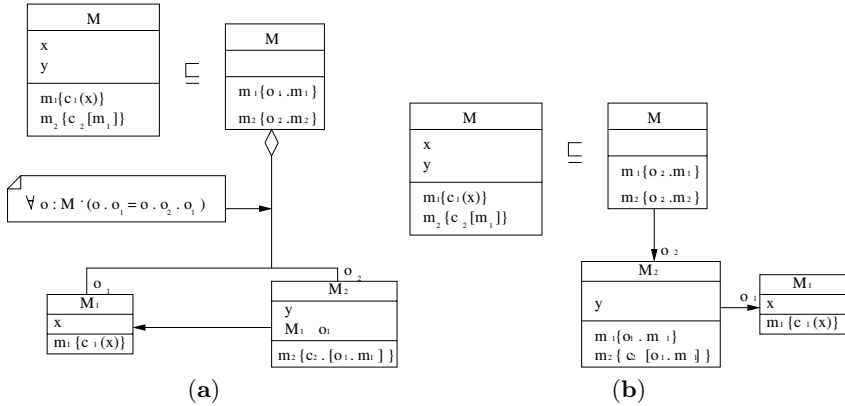 M
x
y
m₁{c₁(x)}
m₂{c₂[m₁]}
⊑
M
m₁{o₁.m₁}
m₂{o₂.m₂}
∀ o : M · (o . o₁ = o . o₂ . o₁)
o₁
M₁
x
m₁{c₁(x)}
o₂
M₂
y
M₁ o₁
m₂{c₂. [o₁. m₁] }
(a)
M
x
y
m₁{c₁(x)}
m₂{c₂[m₁]}
⊑
M
m₁{o₂.m₁}
m₂{o₂.m₂}
o₂
M₂
y
m₁{o₁. m₁}
m₂{ c₂ [o₁. m₁] }
o₁
M₁
x
m₁{c₁(x)}
(b)